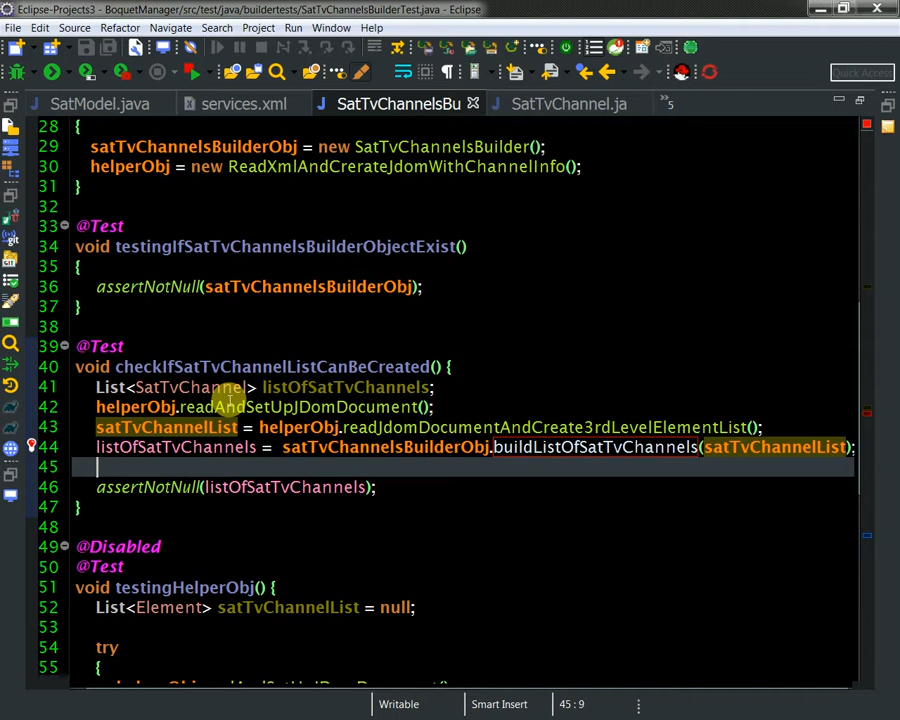 Eclipse-Projects3 - BoquetManager/src/test/java/buildertests/SatTvChannelsBuilderTest.java - Eclipse
File Edit Source Refactor Navigate Search Project Run Window Help
Quick Access
SatModel.java services.xml SatTvChannelsBu SatTvChannel.ja »5
28 {
29 satTvChannelsBuilderObj = new SatTvChannelsBuilder();
30 helperObj = new ReadXmlAndCrerateJdomWithChannelInfo();
31 }
32
33 @Test
34 void testingIfSatTvChannelsBuilderObjectExist()
35 {
36 assertNotNull(satTvChannelsBuilderObj);
37 }
38
39 @Test
40 void checkIfSatTvChannelListCanBeCreated() {
41 List<SatTvChannel> listOfSatTvChannels;
42 helperObj.readAndSetUpJDomDocument();
43 satTvChannelList = helperObj.readJdomDocumentAndCreate3rdLevelElementList();
44 listOfSatTvChannels = satTvChannelsBuilderObj.buildListOfSatTvChannels(satTvChannelList);
45
46 assertNotNull(listOfSatTvChannels);
47 }
48
49 @Disabled
50 @Test
51 void testingHelperObj() {
52 List<Element> satTvChannelList = null;
53
54 try
55 {
Writable Smart Insert 45 : 9